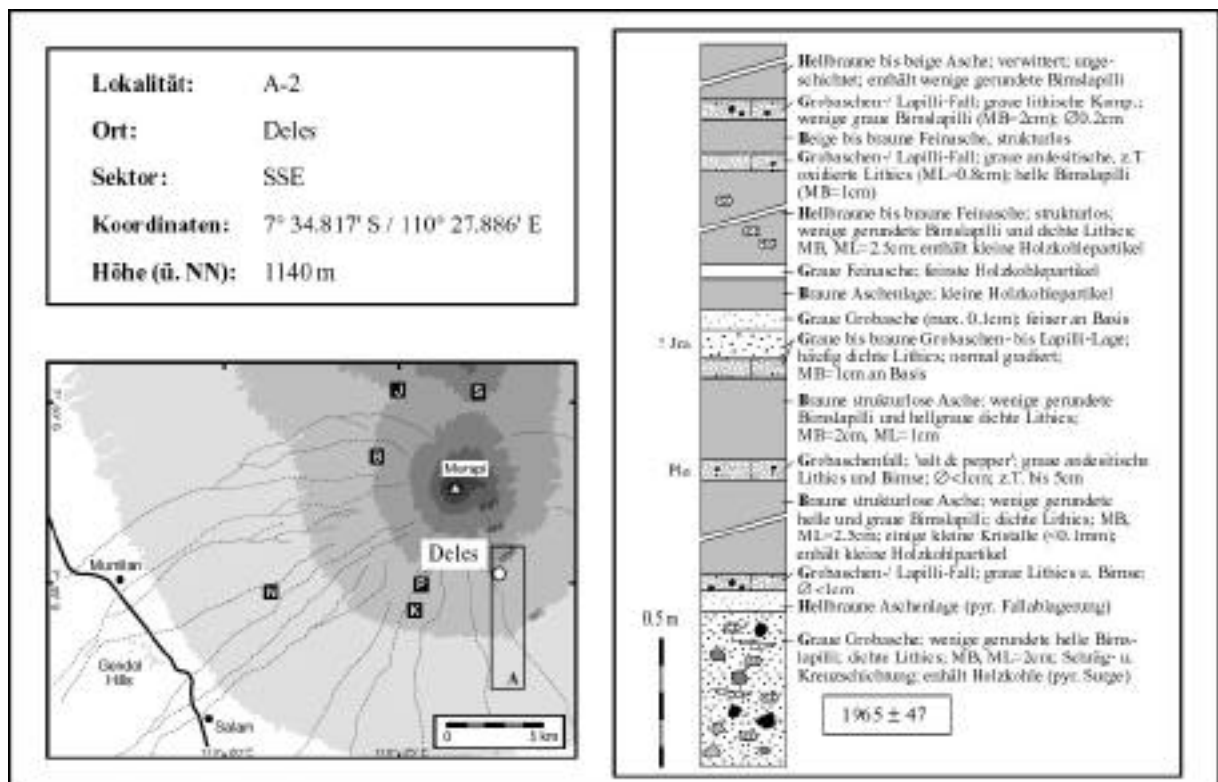 Lokalität: A-2
Ort: Deles
Sektor: SSE
Koordinaten: 7° 34.817' S / 110° 27.886' E
Höhe (ü. NN): 1140 m
J
S
B
Merapi
Deles
Muntilan
N
P
K
Gendol
Hills
A
Salam
0 5 km
Hellbraune bis beige Asche; verwittert; unge-
schichtet; enthält wenige gerundete Bimslapilli
Grobaschen-/ Lapilli-Fall; graue lithische Komp.;
wenige graue Bimslapilli (MB=2cm); Ø0.2cm
Beige bis braune Feinasche, strukturlos
Grobaschen-/ Lapilli-Fall; graue andesitische, z.T.
oxidierte Lithics (ML=0.8cm); helle Bimslapilli
(MB=1cm)
Hellbraune bis braune Feinasche; strukturlos;
wenige gerundete Bimslapilli und dichte Lithics;
MB, ML=2.5cm; enthält kleine Holzkohlepartikel
Graue Feinasche; feinste Holzkohlepartikel
Braune Aschenlage; kleine Holzkohlepartikel
Graue Grobasche (max. 0.1cm); feiner an Basis
? Jra
Graue bis braune Grobaschen- bis Lapilli-Lage;
häufig dichte Lithics; normal gradiert;
MB=1cm an Basis
Braune strukturlose Asche; wenige gerundete
Bimslapilli und hellgraue dichte Lithics;
MB=2cm, ML=1cm
Pla
Grobaschenfall; 'salt & pepper'; graue andesitische
Lithics und Bimse; Ø<1cm; z.T. bis 5cm
Braune strukturlose Asche; wenige gerundete
helle und graue Bimslapilli; dichte Lithics; MB,
ML=2.5cm; einige kleine Kristalle (<0.1mm);
enhält kleine Holzkohlpartikel
Grobaschen-/ Lapilli-Fall; graue Lithics u. Bimse;
Ø <1cm
Hellbraune Aschenlage (pyr. Fallablagerung)
0.5 m
Graue Grobasche; wenige gerundete helle Bims-
lapilli; dichte Lithics; MB, ML=2cm; Schräg- u.
Kreuzschichtung; enthält Holzkohle (pyr. Surge)
1965 ± 47